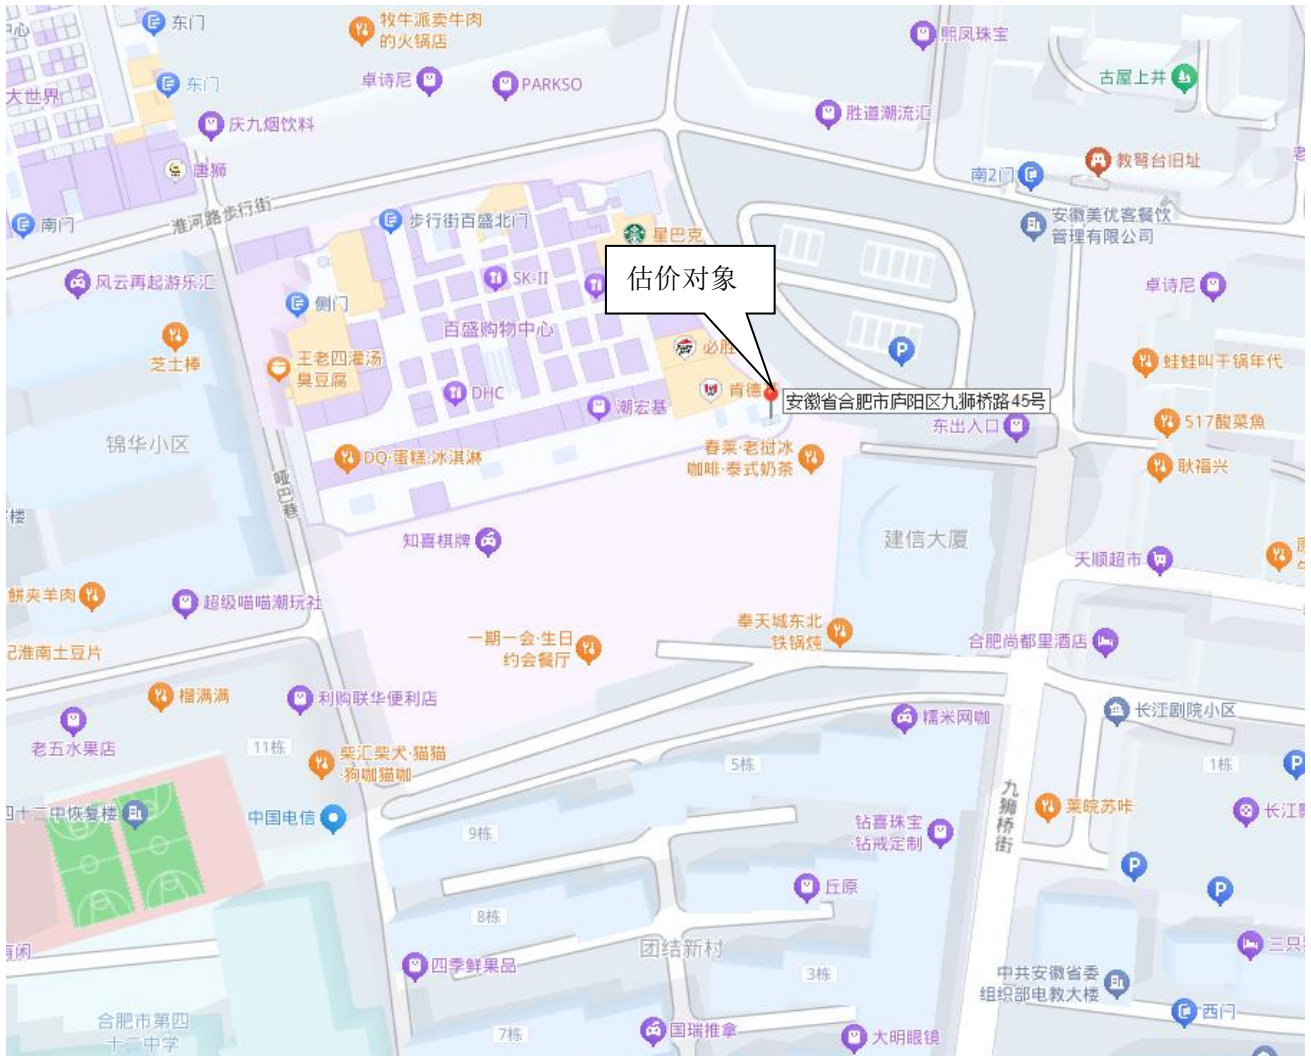 中心
东门
牧牛派卖牛肉
的火锅店
熙凤珠宝
东门
卓诗尼
PARKSO
古屋上井
大世界
庆九烟饮料
胜道潮流汇
唐狮
教弩台旧址
南2门
淮河路步行街
南门
步行街百盛北门
星巴克
安徽美优客餐饮
管理有限公司
风云再起游乐汇
SK-II
估价对象
卓诗尼
侧门
百盛购物中心
芝士棒
王老四灌汤
臭豆腐
必胜
蛙蛙叫干锅年代
DHC
肯德
安徽省合肥市庐阳区九狮桥路45号
潮宏基
东出入口
517酸菜魚
锦华小区
DQ·蛋糕·冰淇淋
春莱·老挝冰
咖啡·泰式奶茶
耿福兴
哑巴巷
楼
知喜棋牌
建信大厦
天顺超市
饼夹羊肉
超级喵喵潮玩社
一期一会·生日
约会餐厅
奉天城东北
铁锅炖
合肥尚都里酒店
记淮南土豆片
榴满满
利购联华便利店
糯米网咖
长江剧院小区
老五水果店
11栋
柴汇柴犬·猫猫
·狗咖猫咖
5栋
1栋
四十二中恢复楼
中国电信
9栋
九狮桥街
莱皖苏咔
长江
钻喜珠宝
·钻戒定制
丘原
8栋
团结新村
有闲
四季鲜果品
3栋
三只
中共安徽省委
组织部电教大楼
西门
合肥市第四
十二中学
7栋
国瑞推拿
大明眼镜